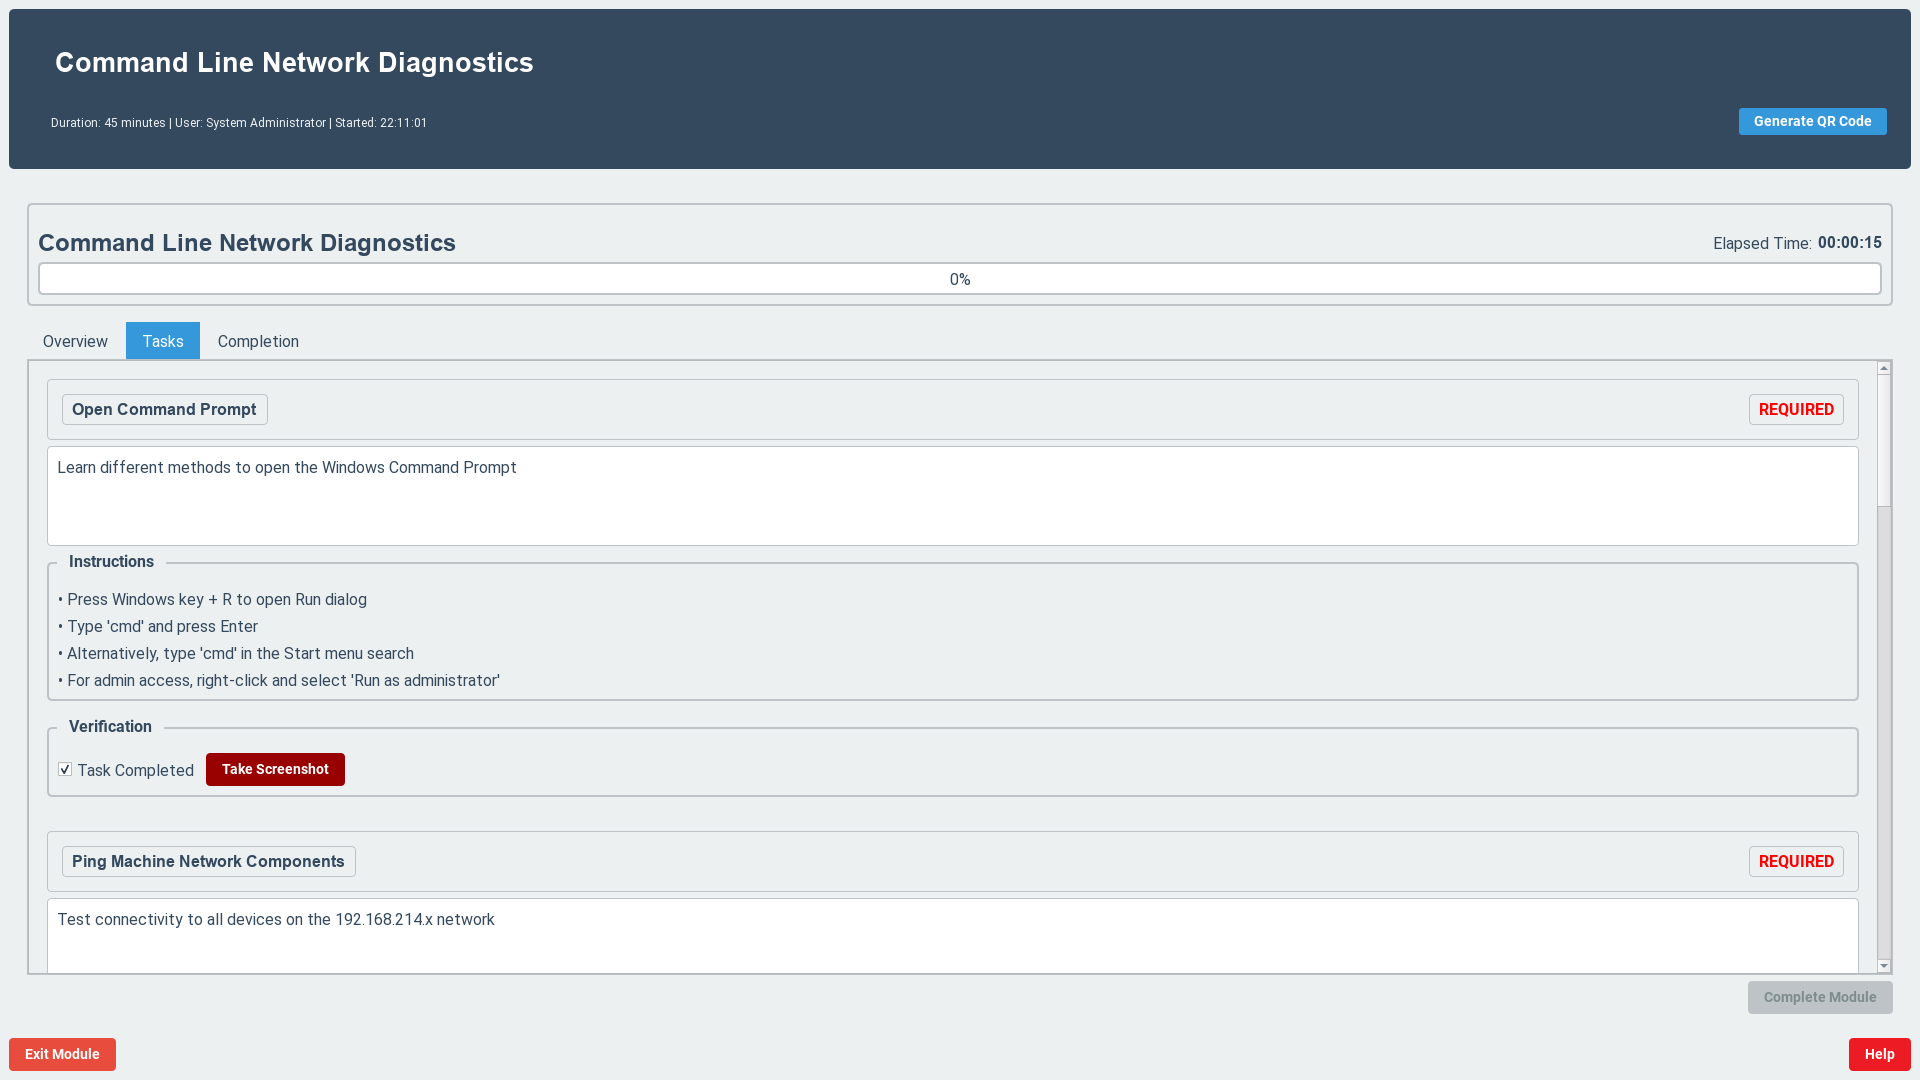 Command Line Network Diagnostics
Duration: 45 minutes | User: System Administrator | Started: 22:11:01
Generate QR Code
Command Line Network Diagnostics
Elapsed Time: 00:00:15
0%
Overview
Tasks
Completion
Open Command Prompt
REQUIRED
Learn different methods to open the Windows Command Prompt
Instructions
• Press Windows key + R to open Run dialog
• Type 'cmd' and press Enter
• Alternatively, type 'cmd' in the Start menu search
• For admin access, right-click and select 'Run as administrator'
Verification
Task Completed
Take Screenshot
Ping Machine Network Components
REQUIRED
Test connectivity to all devices on the 192.168.214.x network
Complete Module
Exit Module
Help